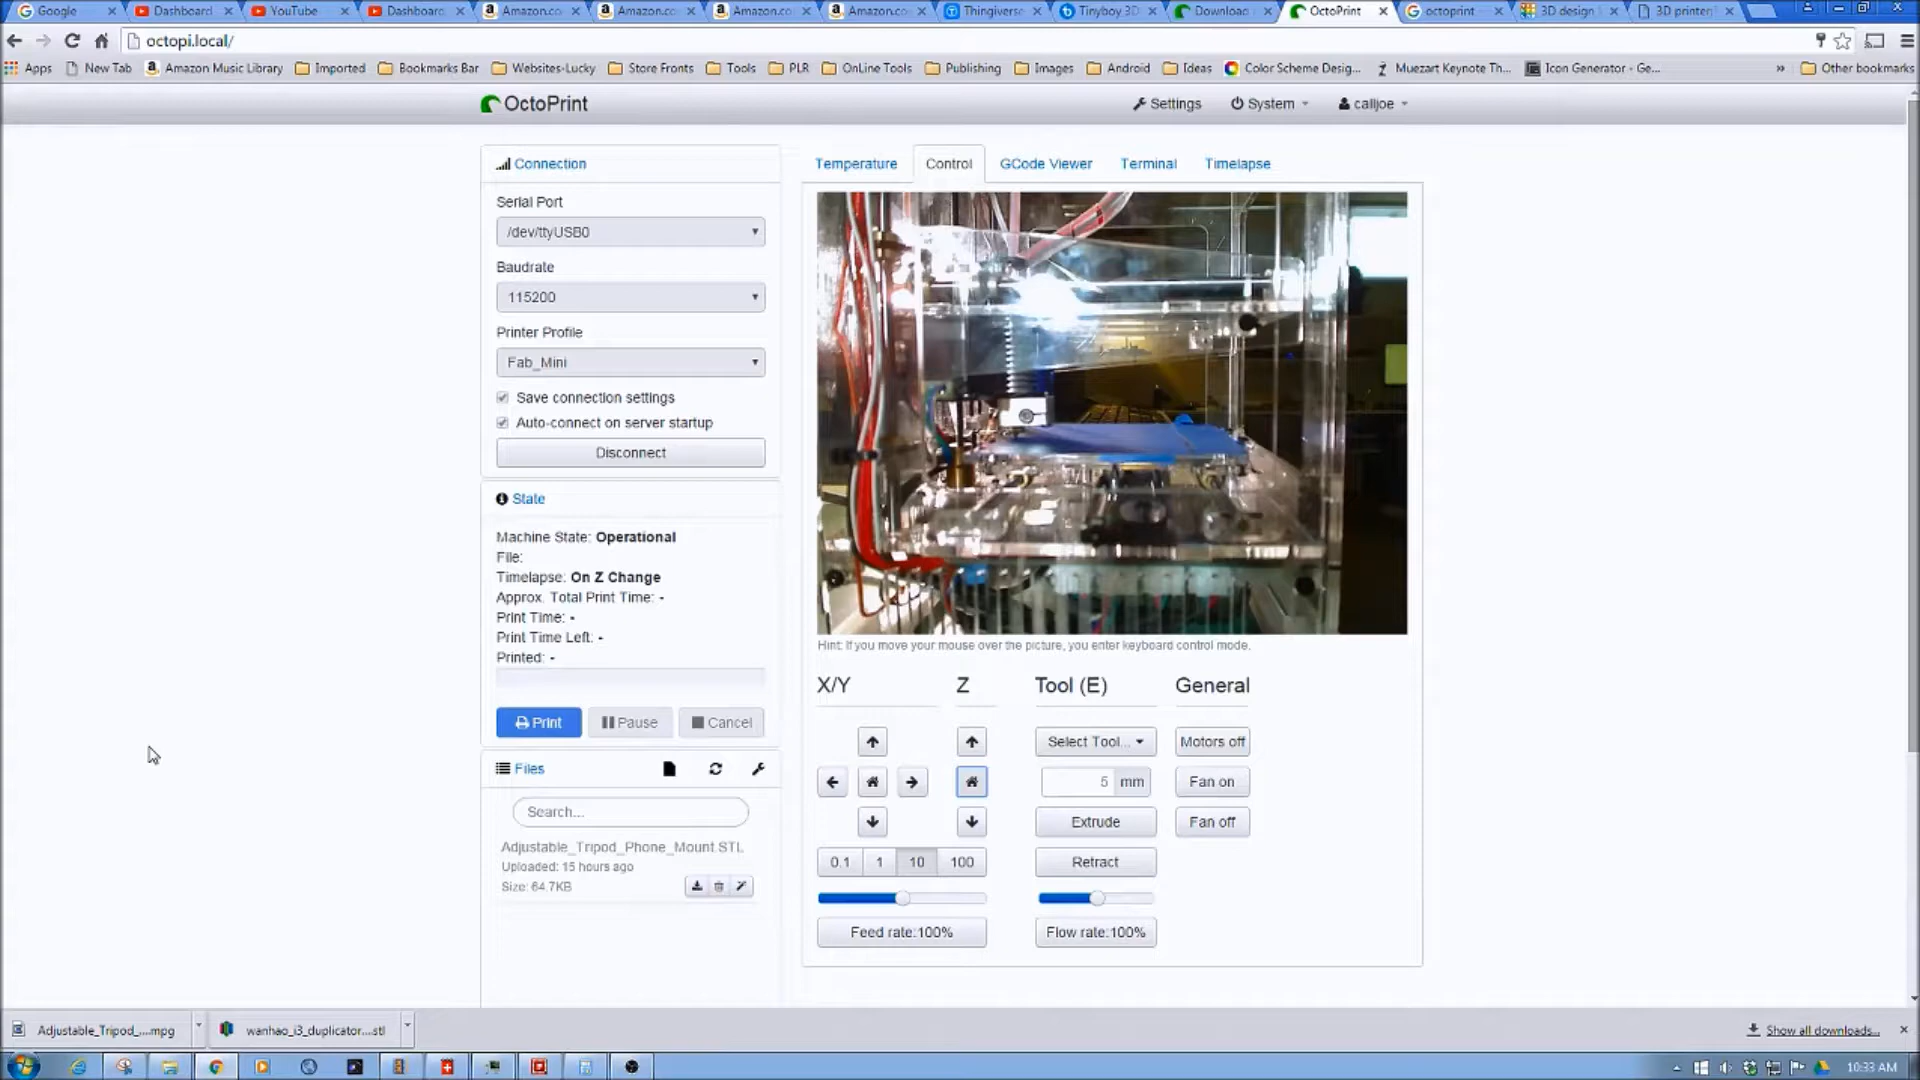 Google
Dashboard
YouTube
Dashboard
Amazon.co
Amazon.co
Amazon.co
Amazon.co
Thingiverse
Tinyboy 3D
Download
OctoPrint
octoprint
3D design
3D printer
octopi.local/
Apps
New Tab
Amazon Music Library
Imported
Bookmarks Bar
Websites-Lucky
Store Fronts
Tools
PLR
OnLine Tools
Publishing
Images
Android
Ideas
Color Scheme Desig...
Muezart Keynote Th...
Icon Generator - Ge...
»
Other bookmarks
OctoPrint
Settings
System
calljoe
Connection
Serial Port
/dev/ttyUSB0
Baudrate
115200
Printer Profile
Fab_Mini
Save connection settings
Auto-connect on server startup
Disconnect
State
Machine State: Operational
File:
Timelapse: On Z Change
Approx. Total Print Time: -
Print Time: -
Print Time Left: -
Printed: -
Print
Pause
Cancel
Files
Search...
Adjustable_Tripod_Phone_Mount.STL
Uploaded: 15 hours ago
Size: 64.7KB
Temperature
Control
GCode Viewer
Terminal
Timelapse
Hint: If you move your mouse over the picture, you enter keyboard control mode.
X/Y
Z
Tool (E)
General
Select Tool...
Motors off
5 mm
Fan on
Extrude
Fan off
0.1
1
10
100
Retract
Feed rate:100%
Flow rate:100%
Adjustable_Tripod_....mpg
wanhao_i3_duplicator....stl
Show all downloads...
10:33 AM